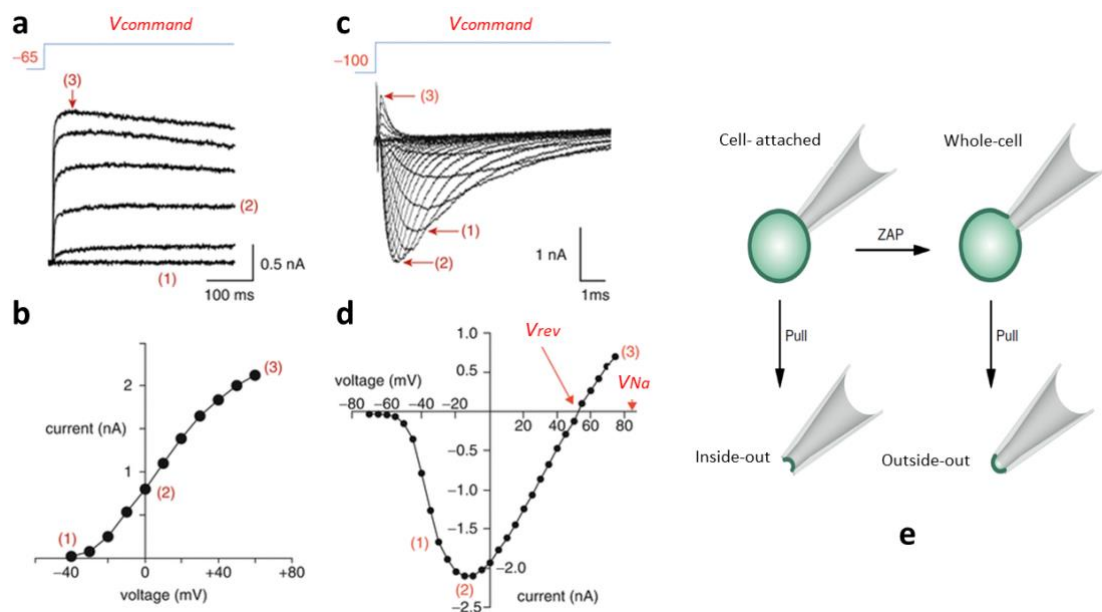 a
Vcommand
−65
(3)
(2)
(1)
0.5 nA
100 ms
b
2
1
current (nA)
(3)
(2)
(1)
−40
0
+40
+80
voltage (mV)
c
Vcommand
−100
(3)
(1)
(2)
1 nA
1ms
d
Vrev
1.0
0.5
(3)
VNa
voltage (mV)
−80 −60 −40 −20
20 40 60 80
−0.5
−1.0
−1.5
−2.0
−2.5
(1)
(2)
current (nA)
Cell- attached
Whole-cell
ZAP
Pull
Pull
Inside-out
Outside-out
e